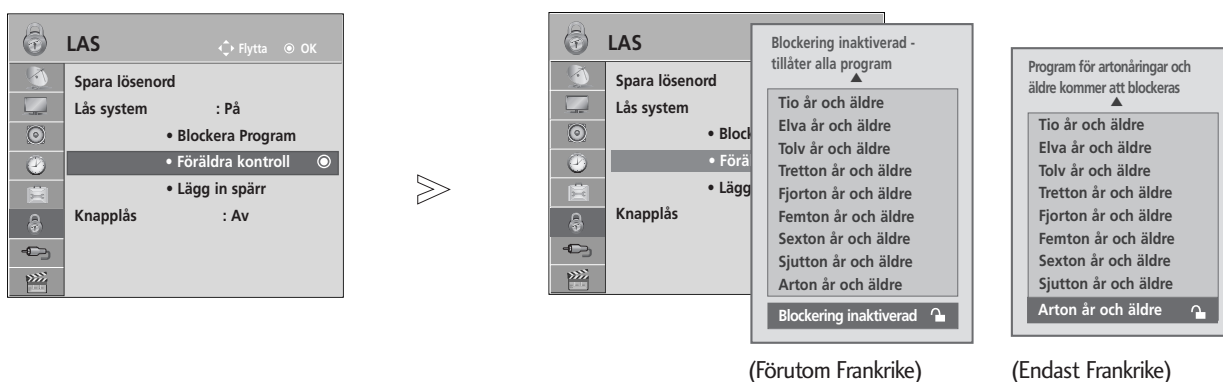 LAS
Flytta OK
Spara lösenord
Lås system : På
• Blockera Program
• Föräldra kontroll
• Lägg in spärr
Knapplås : Av
LAS
Spara lösenord
Lås system
• Block
• Förä
• Lägg
Knapplås
Blockering inaktiverad -
tillåter alla program
Tio år och äldre
Elva år och äldre
Tolv år och äldre
Tretton år och äldre
Fjorton år och äldre
Femton år och äldre
Sexton år och äldre
Sjutton år och äldre
Arton år och äldre
Blockering inaktiverad
(Förutom Frankrike)
Program för artonåringar och
äldre kommer att blockeras
Tio år och äldre
Elva år och äldre
Tolv år och äldre
Tretton år och äldre
Fjorton år och äldre
Femton år och äldre
Sexton år och äldre
Sjutton år och äldre
Arton år och äldre
(Endast Frankrike)